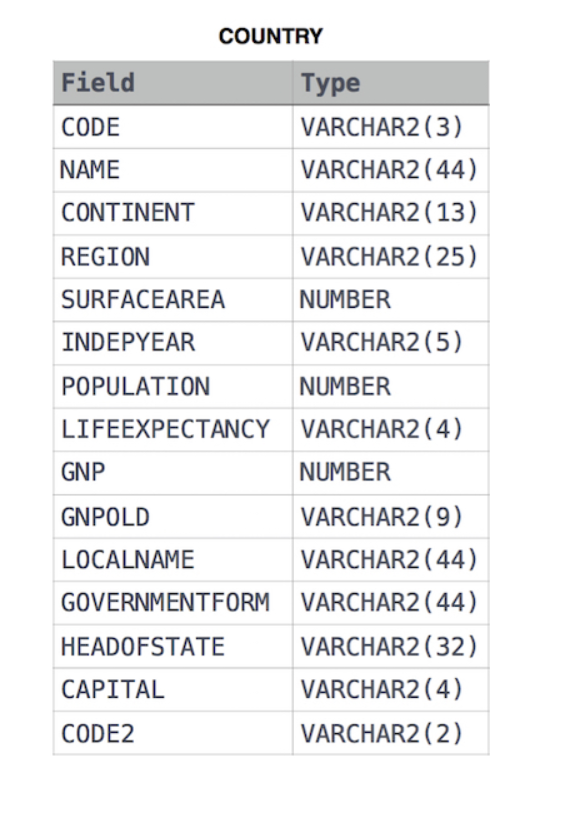 COUNTRY
Field Type
CODE VARCHAR2(3)
NAME VARCHAR2(44)
CONTINENT VARCHAR2(13)
REGION VARCHAR2(25)
SURFACEAREA NUMBER
INDEPYEAR VARCHAR2(5)
POPULATION NUMBER
LIFEEXPECTANCY VARCHAR2(4)
GNP NUMBER
GNPOLD VARCHAR2(9)
LOCALNAME VARCHAR2(44)
GOVERNMENTFORM VARCHAR2(44)
HEADOFSTATE VARCHAR2(32)
CAPITAL VARCHAR2(4)
CODE2 VARCHAR2(2)